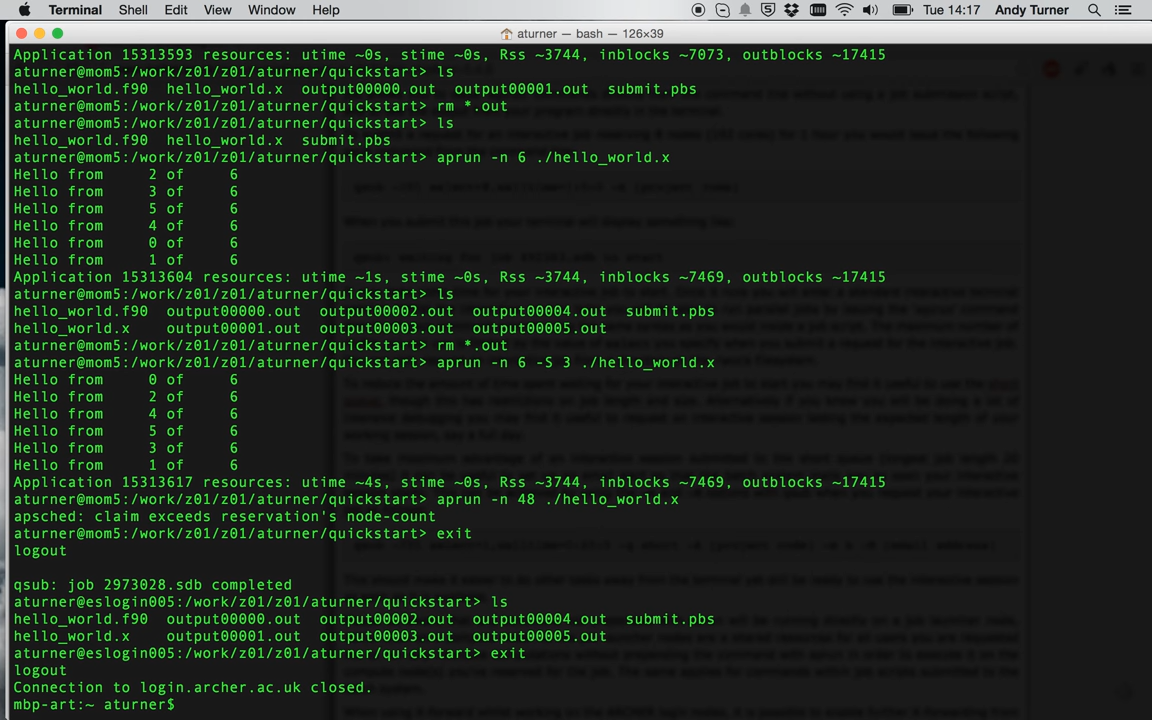 Terminal Shell Edit View Window Help Tue 14:17 Andy Turner
aturner — bash — 126×39
Application 15313593 resources: utime ~0s, stime ~0s, Rss ~3744, inblocks ~7073, outblocks ~17415
aturner@mom5:/work/z01/z01/aturner/quickstart> ls
hello_world.f90 hello_world.x output00000.out output00001.out submit.pbs
aturner@mom5:/work/z01/z01/aturner/quickstart> rm *.out
aturner@mom5:/work/z01/z01/aturner/quickstart> ls
hello_world.f90 hello_world.x submit.pbs
aturner@mom5:/work/z01/z01/aturner/quickstart> aprun -n 6 ./hello_world.x
Hello from 2 of 6
Hello from 3 of 6
Hello from 5 of 6
Hello from 4 of 6
Hello from 0 of 6
Hello from 1 of 6
Application 15313604 resources: utime ~1s, stime ~0s, Rss ~3744, inblocks ~7469, outblocks ~17415
aturner@mom5:/work/z01/z01/aturner/quickstart> ls
hello_world.f90 output00000.out output00002.out output00004.out submit.pbs
hello_world.x output00001.out output00003.out output00005.out
aturner@mom5:/work/z01/z01/aturner/quickstart> rm *.out
aturner@mom5:/work/z01/z01/aturner/quickstart> aprun -n 6 -S 3 ./hello_world.x
Hello from 0 of 6
Hello from 2 of 6
Hello from 4 of 6
Hello from 5 of 6
Hello from 3 of 6
Hello from 1 of 6
Application 15313617 resources: utime ~4s, stime ~0s, Rss ~3744, inblocks ~7469, outblocks ~17415
aturner@mom5:/work/z01/z01/aturner/quickstart> aprun -n 48 ./hello_world.x
apsched: claim exceeds reservation's node-count
aturner@mom5:/work/z01/z01/aturner/quickstart> exit
logout
qsub: job 2973028.sdb completed
aturner@eslogin005:/work/z01/z01/aturner/quickstart> ls
hello_world.f90 output00000.out output00002.out output00004.out submit.pbs
hello_world.x output00001.out output00003.out output00005.out
aturner@eslogin005:/work/z01/z01/aturner/quickstart> exit
logout
Connection to login.archer.ac.uk closed.
mbp-art:~ aturner$